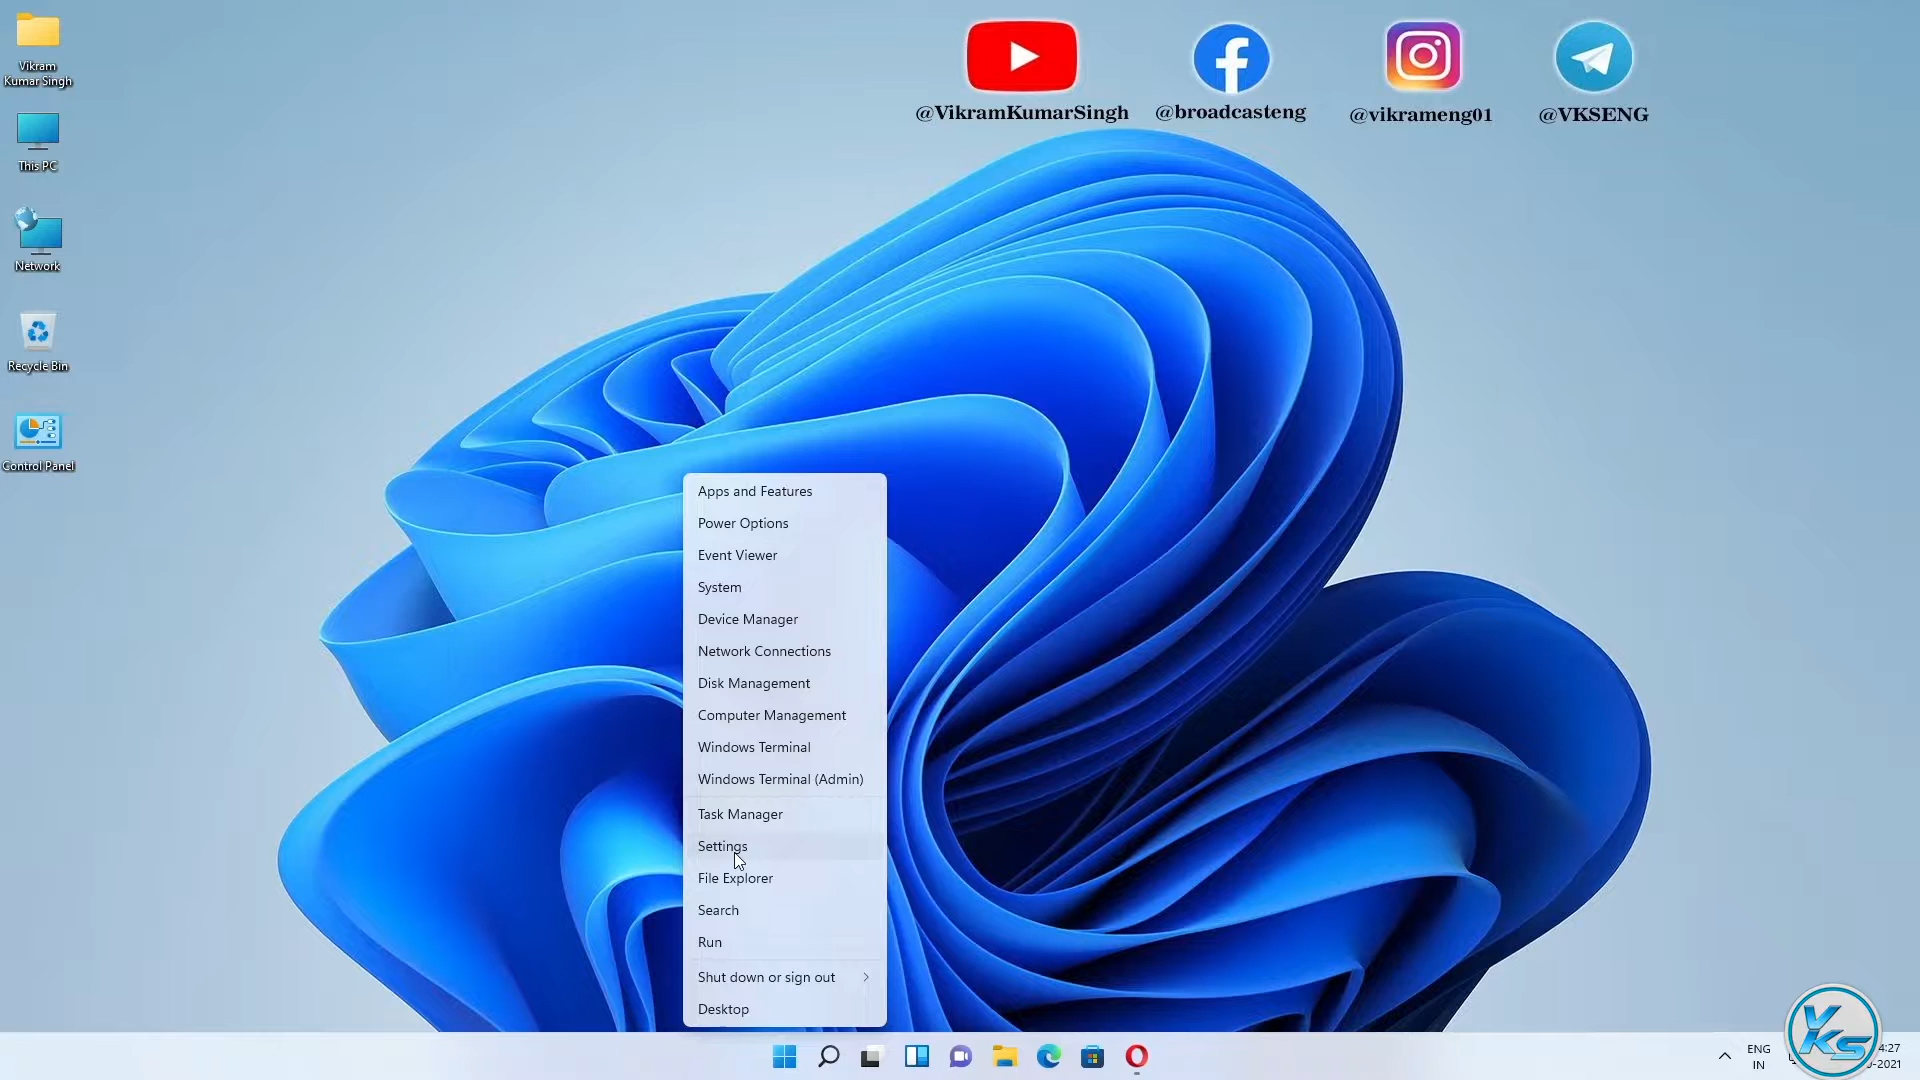 Vikram
Kumar Singh
This PC
Network
Recycle Bin
Control Panel
@VikramKumarSingh
@broadcasteng
@vikrameng01
@VKSENG
Apps and Features
Power Options
Event Viewer
System
Device Manager
Network Connections
Disk Management
Computer Management
Windows Terminal
Windows Terminal (Admin)
Task Manager
Settings
File Explorer
Search
Run
Shut down or sign out
Desktop
ENG
IN
VKS
4:27
-2021